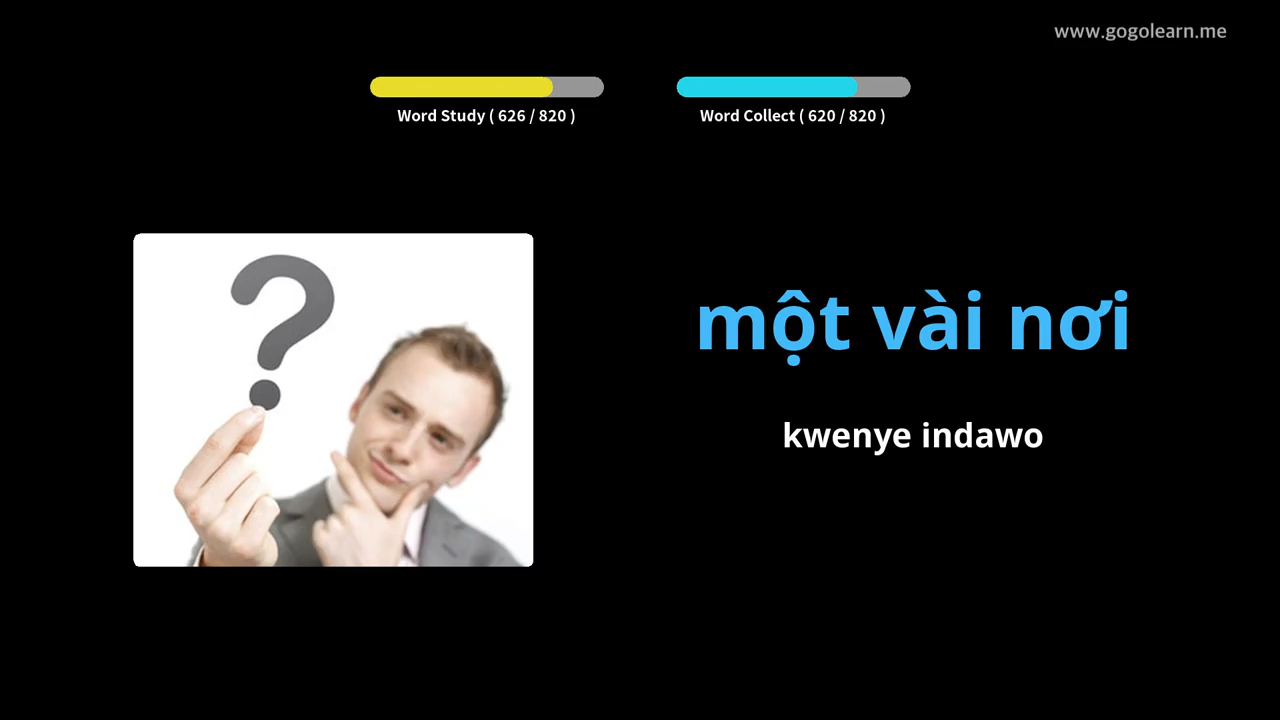 www.gogolearn.me
Word Study ( 626 / 820 )
Word Collect ( 620 / 820 )
một vài nơi
kwenye indawo